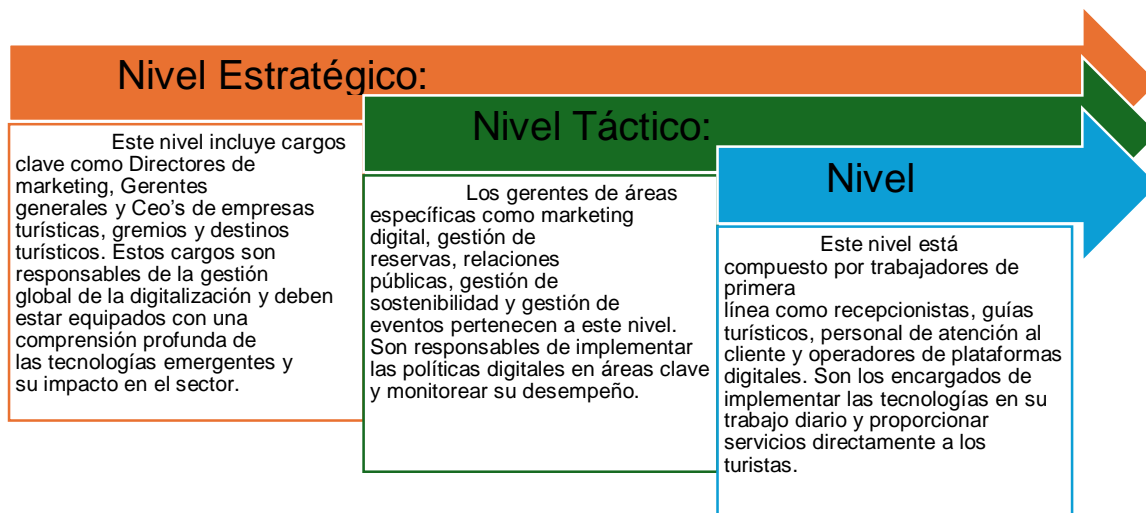 Nivel Estratégico:
Este nivel incluye cargos
clave como Directores de
marketing, Gerentes
generales y Ceo's de empresas
turísticas, gremios y destinos
turísticos. Estos cargos son
responsables de la gestión
global de la digitalización y deben
estar equipados con una
comprensión profunda de
las tecnologías emergentes y
su impacto en el sector.
Nivel Táctico:
Los gerentes de áreas
específicas como marketing
digital, gestión de
reservas, relaciones
públicas, gestión de
sostenibilidad y gestión de
eventos pertenecen a este nivel.
Son responsables de implementar
las políticas digitales en áreas clave
y monitorear su desempeño.
Nivel
Este nivel está
compuesto por trabajadores de
primera
línea como recepcionistas, guías
turísticos, personal de atención al
cliente y operadores de plataformas
digitales. Son los encargados de
implementar las tecnologías en su
trabajo diario y proporcionar
servicios directamente a los
turistas.